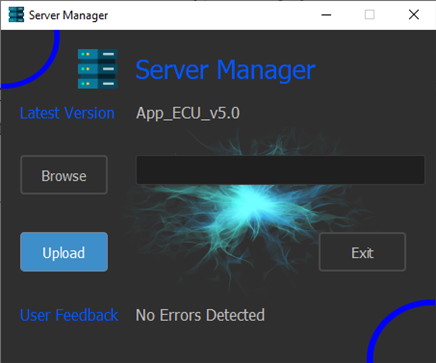 Server Manager
Server Manager
Latest Version App_ECU_v5.0
Browse
Upload Exit
User Feedback No Errors Detected